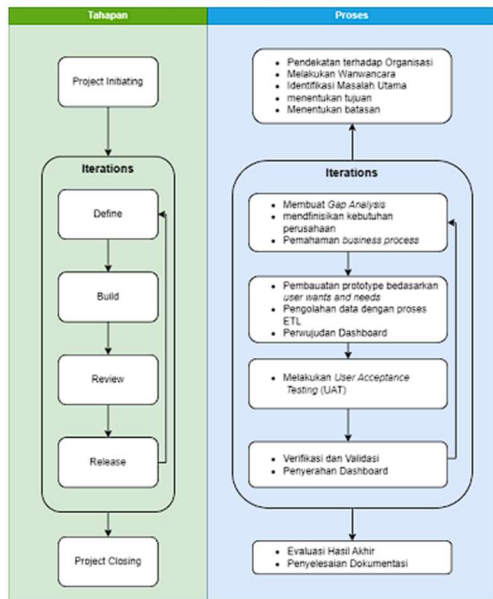 Tahapan
Proses
Project Initiating
Iterations
Define
Build
Review
Release
Project Closing
Pendekatan terhadap Organisasi
Melakukan Wanwancara
Identifikasi Masalah Utama
menentukan tujuan
Menentukan batasan
Iterations
Membuat Gap Analysis
mendfinisikan kebutuhan
perusahaan
Pemahaman business process
Pembauatan prototype bedasarkan
user wants and needs
Pengolahan data dengan proses
ETL
Perwujudan Dashboard
Melakukan User Acceptance
Testing (UAT)
Verifikasi dan Validasi
Penyerahan Dashboard
Evaluasi Hasil Akhir
Penyelesaian Dokumentasi